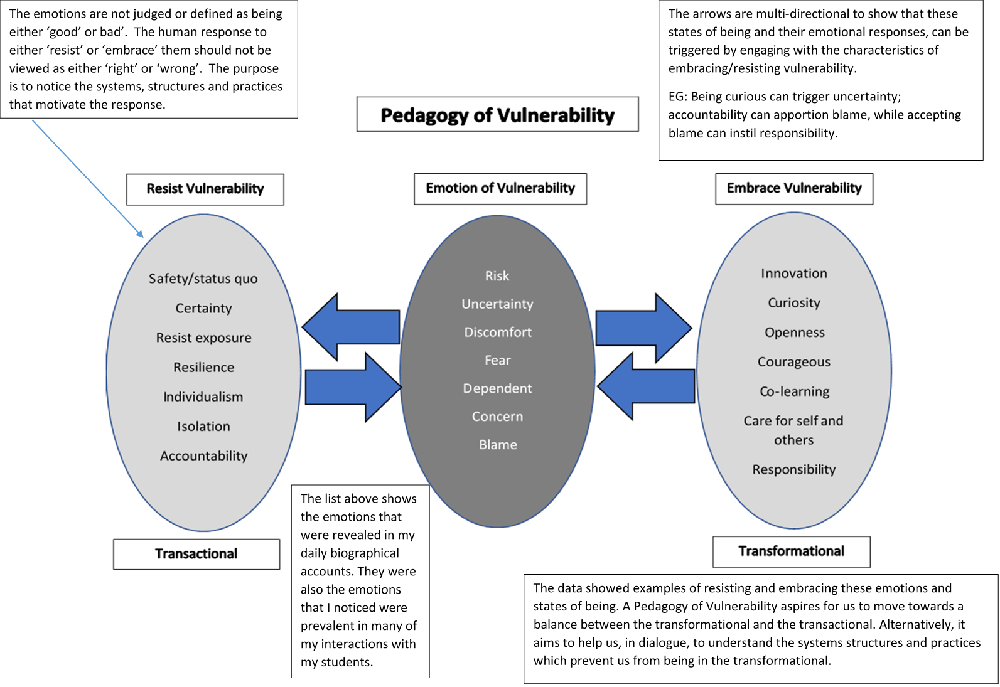 The emotions are not judged or defined as being
either ‘good’ or bad’.  The human response to
either ‘resist’ or ‘embrace’ them should not be
viewed as either ‘right’ or ‘wrong’.  The purpose
is to notice the systems, structures and practices
that motivate the response.
The arrows are multi-directional to show that these
states of being and their emotional responses, can be
triggered by engaging with the characteristics of
embracing/resisting vulnerability.
EG: Being curious can trigger uncertainty;
accountability can apportion blame, while accepting
blame can instil responsibility.
Pedagogy of Vulnerability
Resist Vulnerability
Safety/status quo
Certainty
Resist exposure
Resilience
Individualism
Isolation
Accountability
Transactional
Emotion of Vulnerability
Risk
Uncertainty
Discomfort
Fear
Dependent
Concern
Blame
The list above shows
the emotions that
were revealed in my
daily biographical
accounts. They were
also the emotions
that I noticed were
prevalent in many of
my interactions with
my students.
Embrace Vulnerability
Innovation
Curiosity
Openness
Courageous
Co-learning
Care for self and
others
Responsibility
Transformational
The data showed examples of resisting and embracing these emotions and
states of being. A Pedagogy of Vulnerability aspires for us to move towards a
balance between the transformational and the transactional. Alternatively, it
aims to help us, in dialogue, to understand the systems structures and practices
which prevent us from being in the transformational.